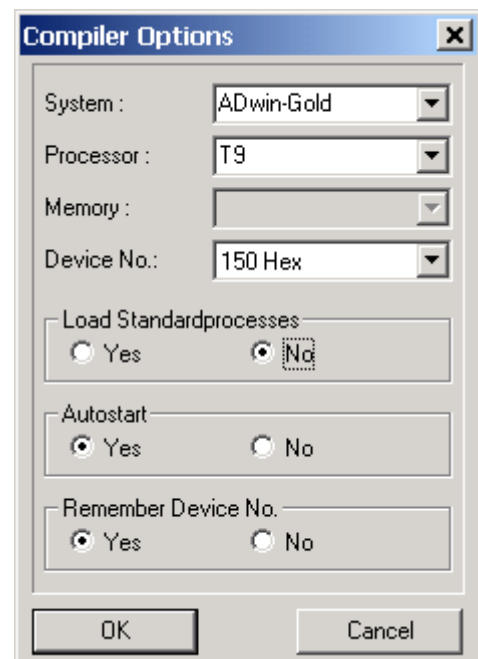 Compiler Options
System : ADwin-Gold
Processor : T9
Memory :
Device No.: 150 Hex
Load Standardprocesses
Yes No
Autostart
Yes No
Remember Device No.
Yes No
OK Cancel